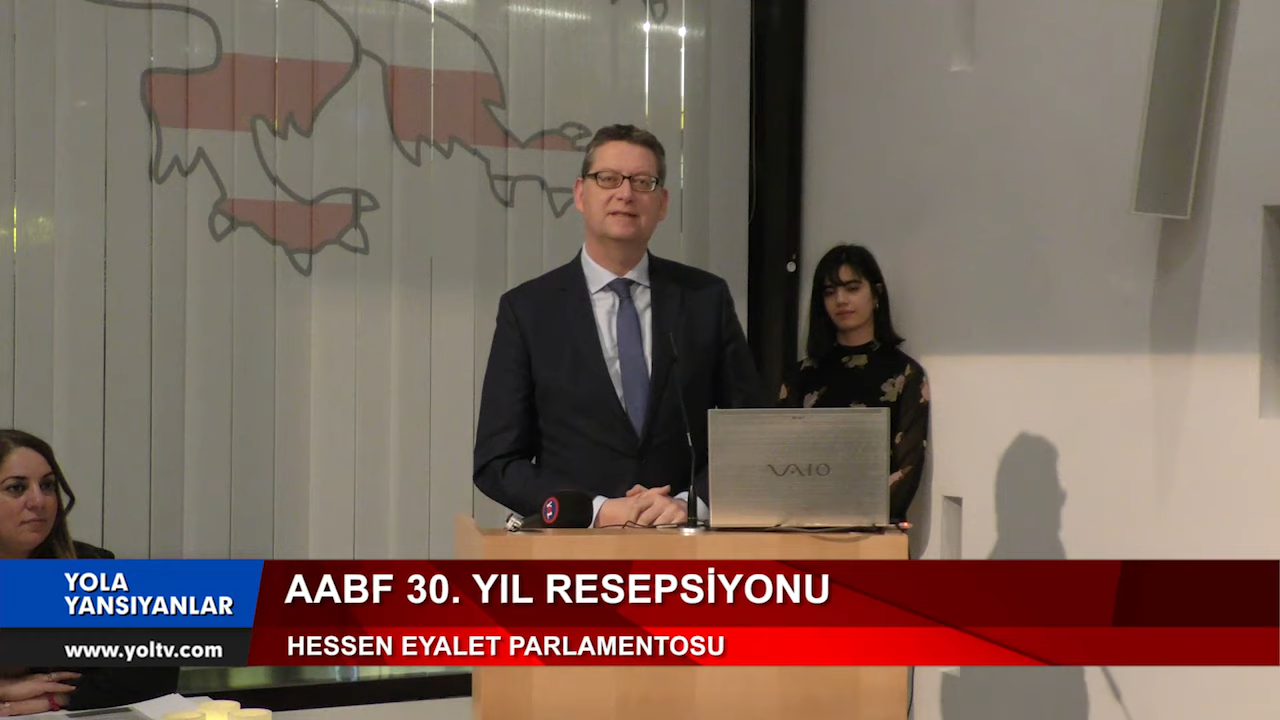 VAIO
YOLA
YANSIYANLAR
www.yoltv.com
AABF 30. YIL RESEPSİYONU
HESSEN EYALET PARLAMENTOSU